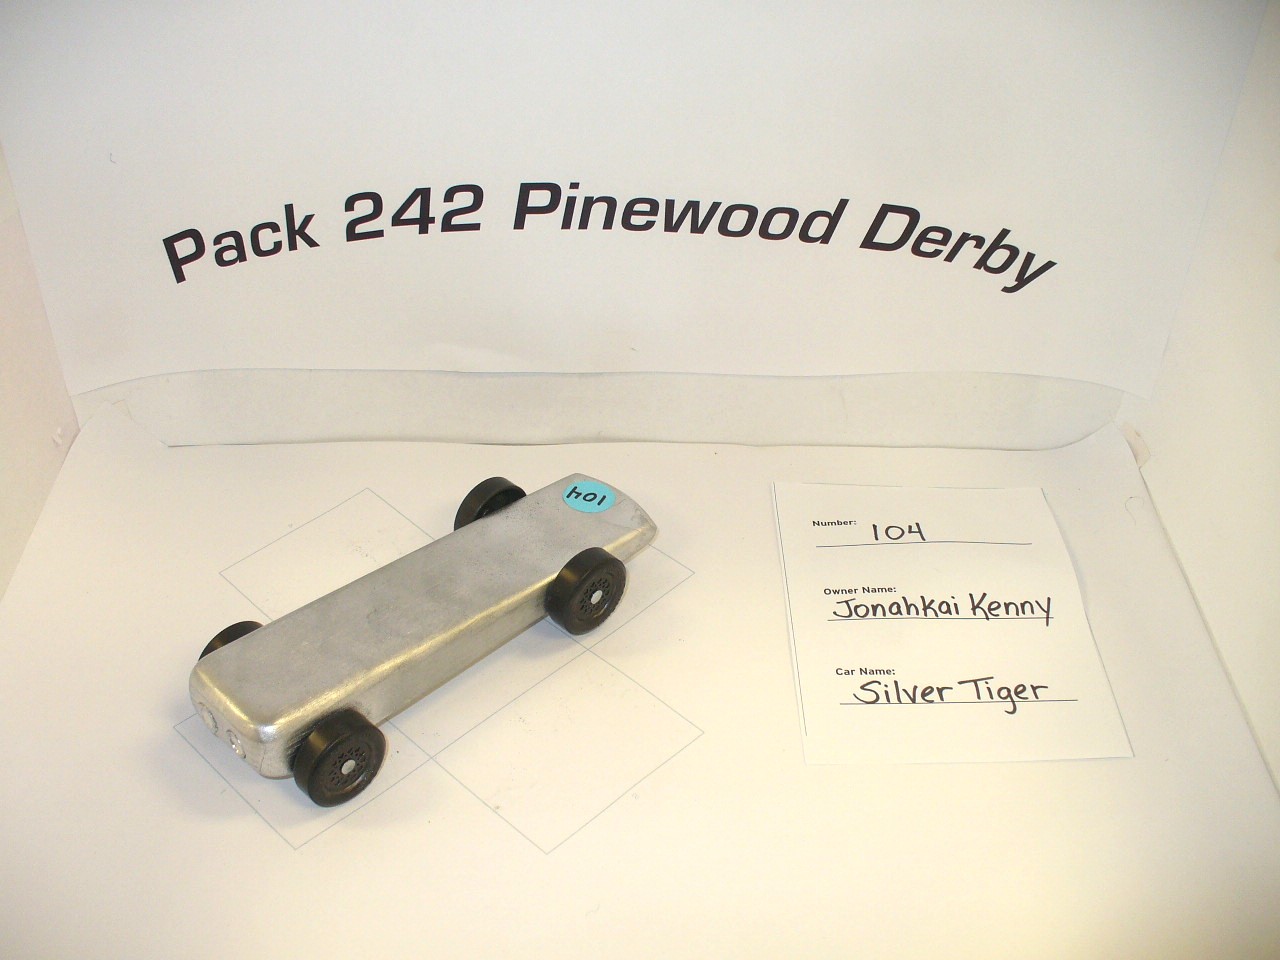 Pack 242 Pinewood Derby
104
Number: 104
Owner Name:
Jonahkai Kenny
Car Name:
Silver Tiger